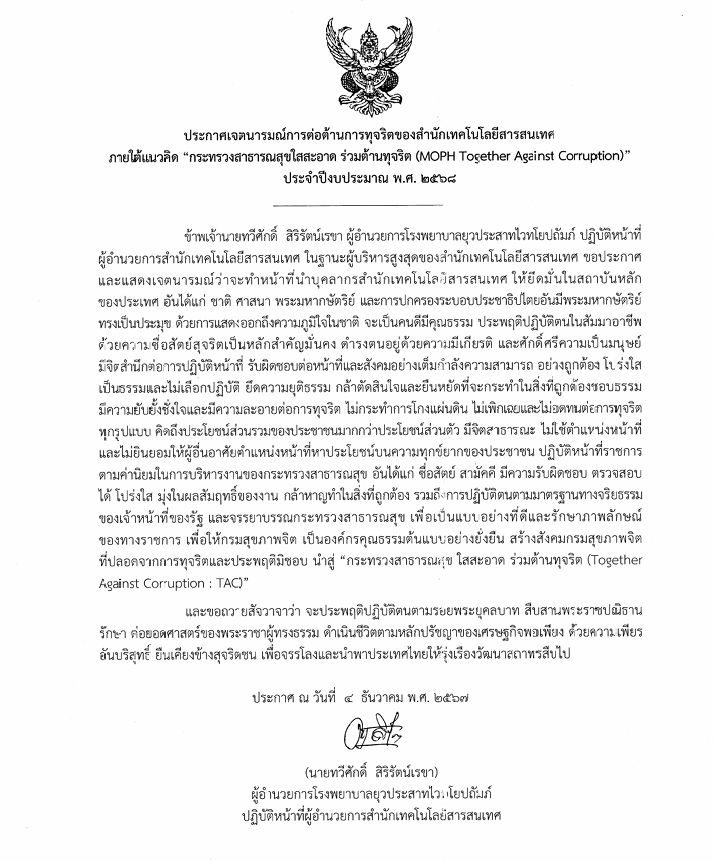 ประกาศเจตนารมณ์การต่อต้านการทุจริตของสำนักเทคโนโลยีสารสนเทศ
ภายใต้แนวคิด “กระทรวงสาธารณสุขใสสะอาด ร่วมต้านทุจริต (MOPH Together Against Corruption)”
ประจำปีงบประมาณ พ.ศ. ๒๕๖๘
ข้าพเจ้านายทวีศักดิ์ สิริรัตน์เรขา ผู้อำนวยการโรงพยาบาลยุวประสาทไวทโยปถัมภ์ ปฏิบัติหน้าที่
ผู้อำนวยการสำนักเทคโนโลยีสารสนเทศ ในฐานะผู้บริหารสูงสุดของสำนักเทคโนโลยีสารสนเทศ ขอประกาศ
และแสดงเจตนารมณ์ว่าจะทำหน้าที่นำบุคลากรสำนักเทคโนโลยีสารสนเทศ ให้ยึดมั่นในสถาบันหลัก
ของประเทศ อันได้แก่ ชาติ ศาสนา พระมหากษัตริย์ และการปกครองระบอบประชาธิปไตยอันมีพระมหากษัตริย์
ทรงเป็นประมุข ด้วยการแสดงออกถึงความภูมิใจในชาติ จะเป็นคนดีมีคุณธรรม ประพฤติปฏิบัติตนในสัมมาอาชีพ
ด้วยความซื่อสัตย์สุจริตเป็นหลักสำคัญมั่นคง ดำรงตนอยู่ด้วยความมีเกียรติ และศักดิ์ศรีความเป็นมนุษย์
มีจิตสำนึกต่อการปฏิบัติหน้าที่ รับผิดชอบต่อหน้าที่และสังคมอย่างเต็มกำลังความสามารถ อย่างถูกต้อง โปร่งใส
เป็นธรรมและไม่เลือกปฏิบัติ ยึดความยุติธรรม กล้าตัดสินใจและยืนหยัดที่จะกระทำในสิ่งที่ถูกต้องชอบธรรม
มีความยับยั้งชั่งใจและมีความละอายต่อการทุจริต ไม่กระทำการโกงแผ่นดิน ไม่เพิกเฉยและไม่อดทนต่อการทุจริต
ทุกรูปแบบ คิดถึงประโยชน์ส่วนรวมของประชาชนมากกว่าประโยชน์ส่วนตัว มีจิตสาธารณะ ไม่ใช้ตำแหน่งหน้าที่
และไม่ยินยอมให้ผู้อื่นอาศัยตำแหน่งหน้าที่หาประโยชน์บนความทุกข์ยากของประชาชน ปฏิบัติหน้าที่ราชการ
ตามค่านิยมในการบริหารงานของกระทรวงสาธารณสุข อันได้แก่ ซื่อสัตย์ สามัคคี มีความรับผิดชอบ ตรวจสอบ
ได้ โปร่งใส มุ่งในผลสัมฤทธิ์ของงาน กล้าหาญทำในสิ่งที่ถูกต้อง รวมถึงการปฏิบัติตนตามมาตรฐานทางจริยธรรม
ของเจ้าหน้าที่ของรัฐ และจรรยาบรรณกระทรวงสาธารณสุข เพื่อเป็นแบบอย่างที่ดีและรักษาภาพลักษณ์
ของทางราชการ เพื่อให้กรมสุขภาพจิต เป็นองค์กรคุณธรรมต้นแบบอย่างยั่งยืน สร้างสังคมกรมสุขภาพจิต
ที่ปลอดจากการทุจริตและประพฤติมิชอบ นำสู่ “กระทรวงสาธารณสุข ใสสะอาด ร่วมต้านทุจริต (Together
Against Corruption : TAC)”
และขอถวายสัจวาจาว่า จะประพฤติปฏิบัติตนตามรอยพระยุคลบาท สืบสานพระราชปณิธาน
รักษา ต่อยอดศาสตร์ของพระราชาผู้ทรงธรรม ดำเนินชีวิตตามหลักปรัชญาของเศรษฐกิจพอเพียง ด้วยความเพียร
อันบริสุทธิ์ ยืนเคียงข้างสุจริตชน เพื่อจรรโลงและนำพาประเทศไทยให้รุ่งเรืองวัฒนาสถาพรสืบไป
ประกาศ ณ วันที่ ๔ ธันวาคม พ.ศ. ๒๕๖๗
(นายทวีศักดิ์ สิริรัตน์เรขา)
ผู้อำนวยการโรงพยาบาลยุวประสาทไวทโยปถัมภ์
ปฏิบัติหน้าที่ผู้อำนวยการสำนักเทคโนโลยีสารสนเทศ